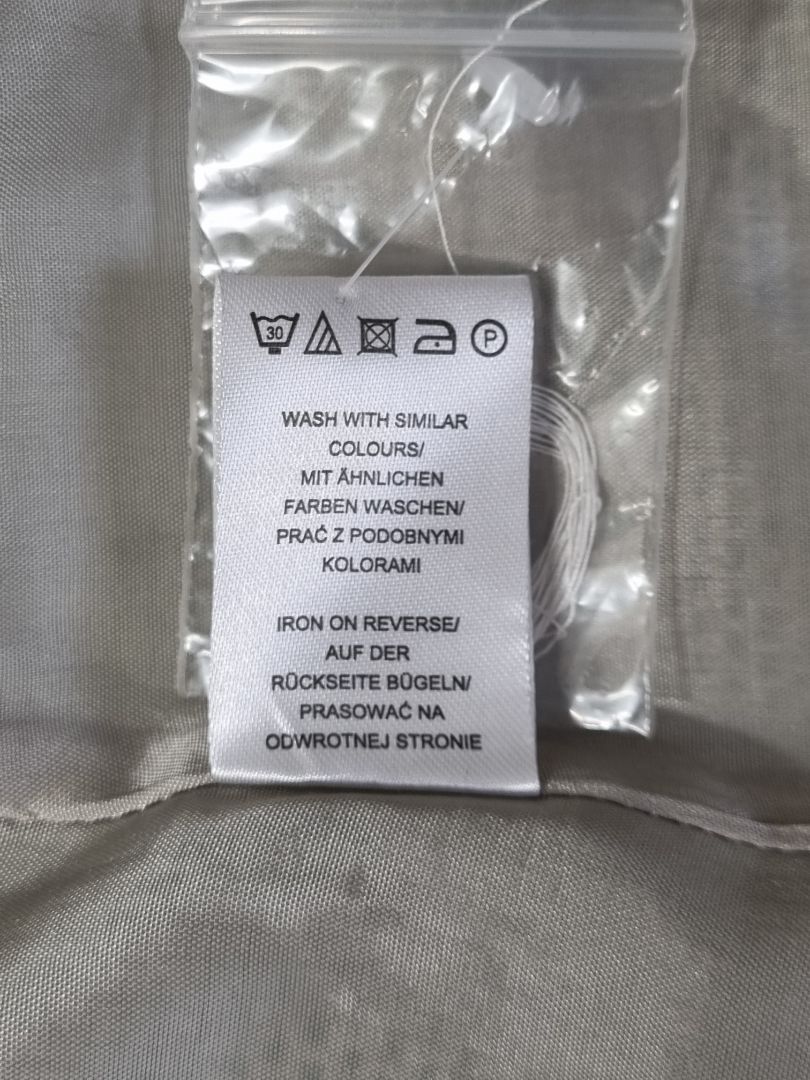 30
P
WASH WITH SIMILAR
COLOURS/
MIT ÄHNLICHEN
FARBEN WASCHEN/
PRAĆ Z PODOBNYMI
KOLORAMI
IRON ON REVERSE/
AUF DER
RÜCKSEITE BÜGELN/
PRASOWAĆ NA
ODWROTNEJ STRONIE